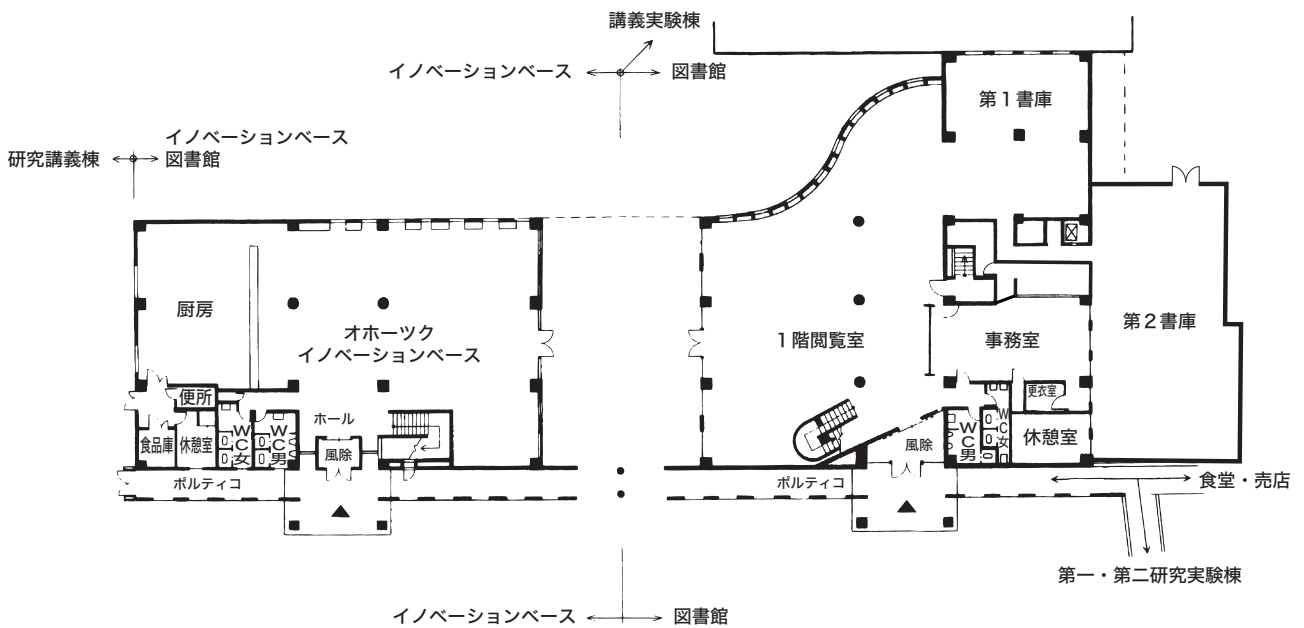 講義実験棟
イノベーションベース
図書館
イノベーションベース
研究講義棟
図書館
第１書庫
厨房
オホーツク
イノベーションベース
１階閲覧室
事務室
第２書庫
便所
更衣室
食品庫
休憩室
WC女
WC男
ホール
風除
風除
WC男
WC女
休憩室
ポルティコ
ポルティコ
食堂・売店
第一・第二研究実験棟
イノベーションベース
図書館